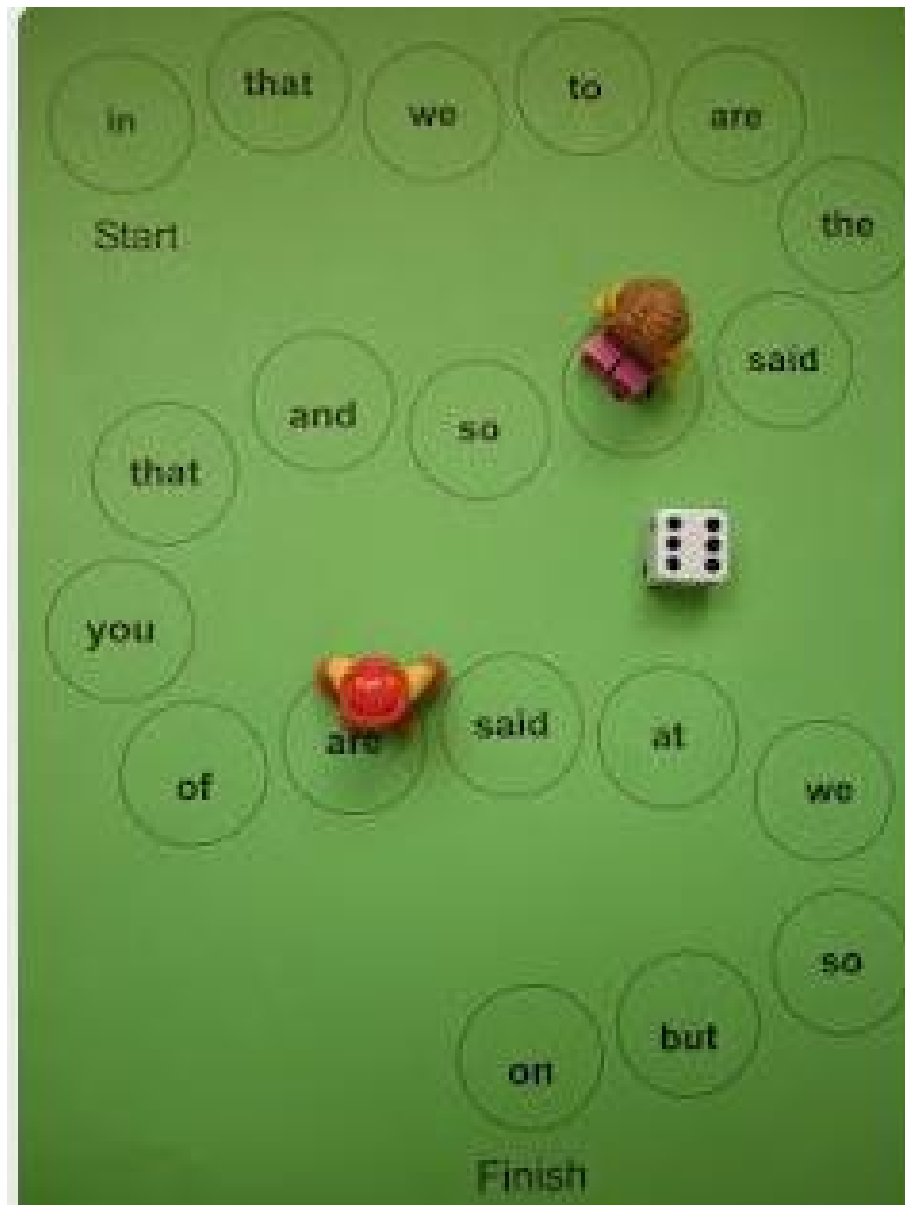 in
that
we
to
are
the
Start
said
so
and
that
you
of
are
said
at
we
so
but
on
Finish